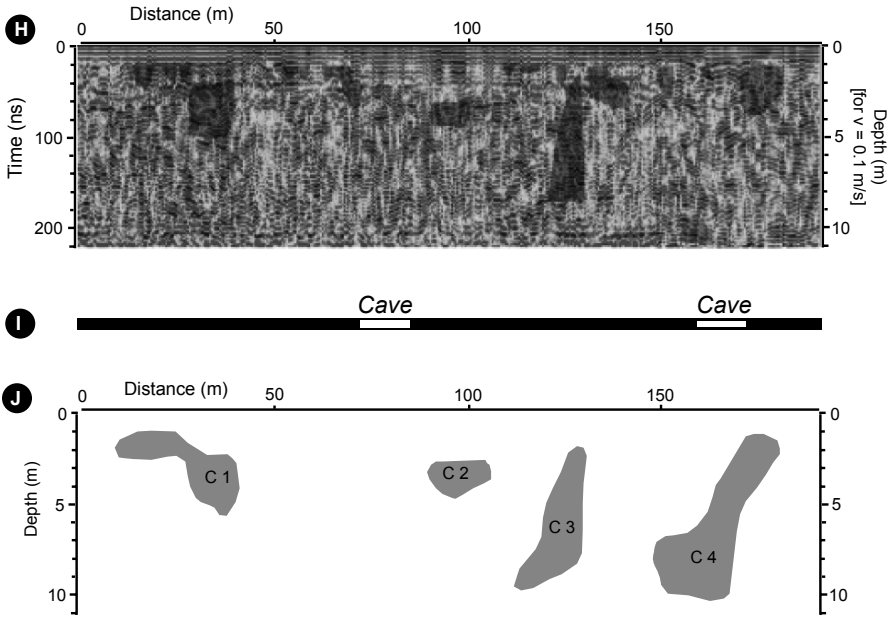 H
Distance (m)
0 50 100 150
Time (ns)
0
100
200
0
5
10
Depth (m)
[for v = 0.1 m/s]
I
Cave Cave
J
0 Distance (m) 50 100 150
Depth (m)
0
5
10
0
5
10
C 1
C 2
C 3
C 4